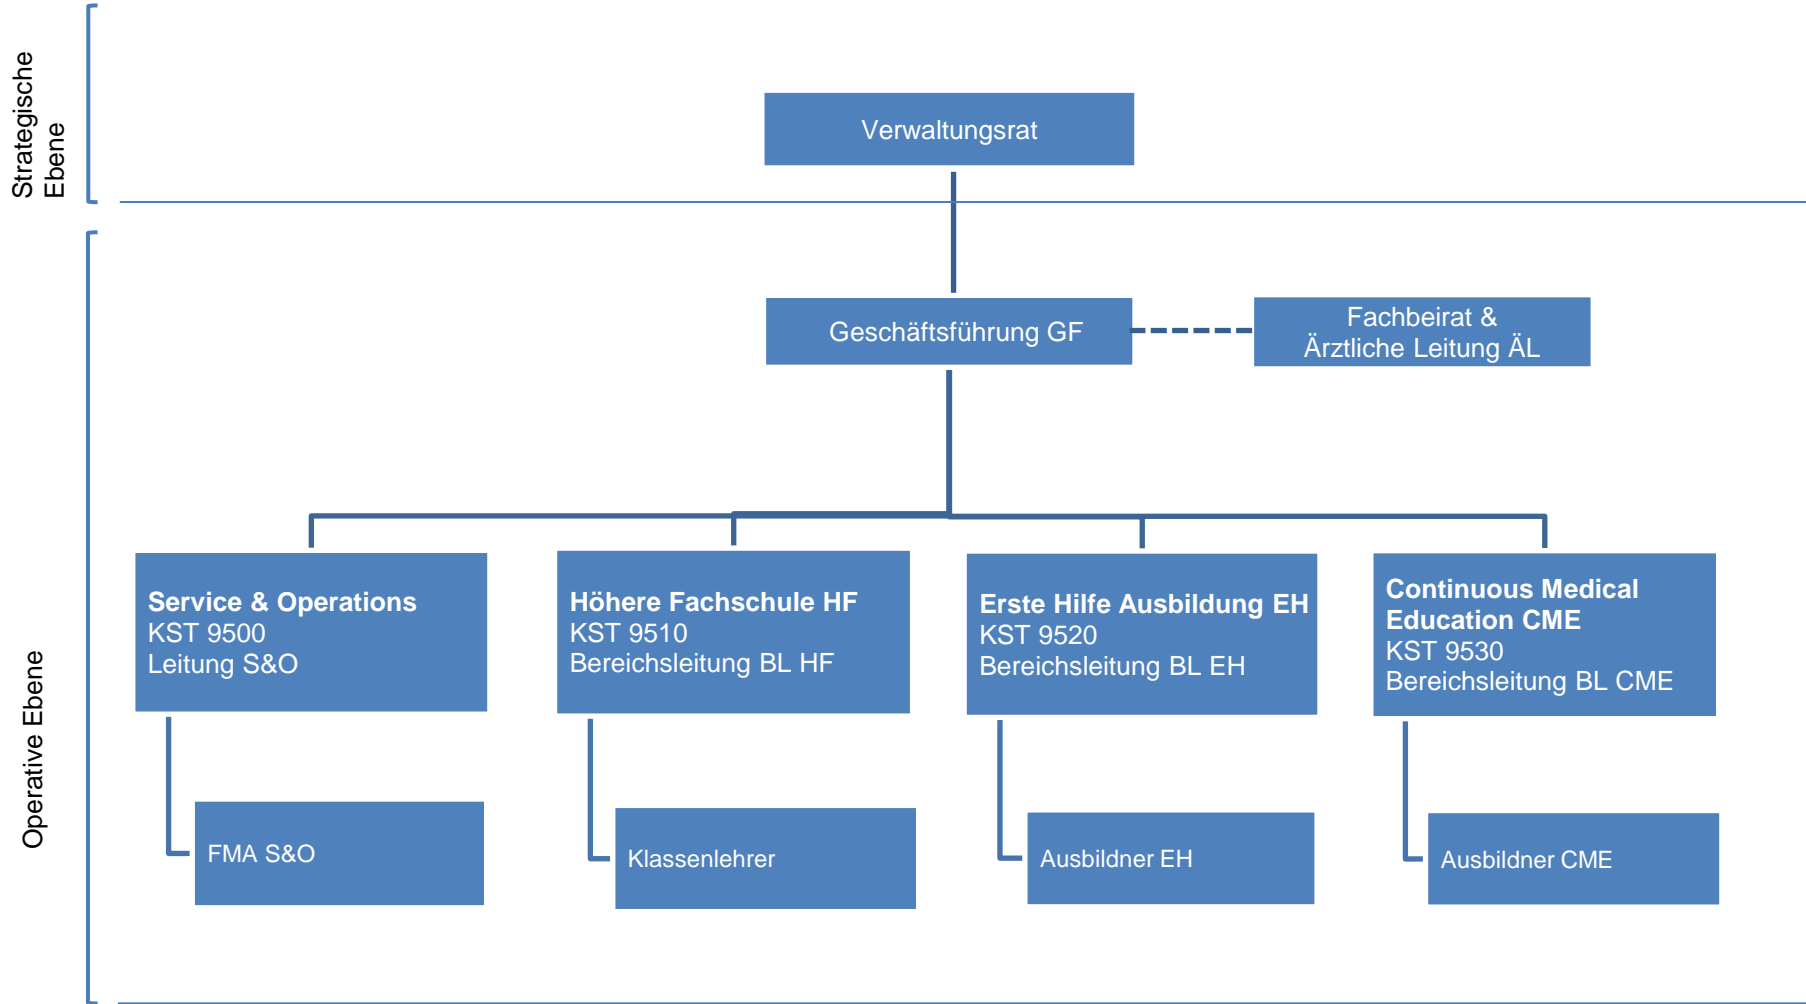 Strategische
Ebene
Verwaltungsrat
Operative Ebene
Geschäftsführung GF
Fachbeirat &
Ärztliche Leitung ÄL
Service & Operations
KST 9500
Leitung S&O
Höhere Fachschule HF
KST 9510
Bereichsleitung BL HF
Erste Hilfe Ausbildung EH
KST 9520
Bereichsleitung BL EH
Continuous Medical
Education CME
KST 9530
Bereichsleitung BL CME
FMA S&O
Klassenlehrer
Ausbildner EH
Ausbildner CME